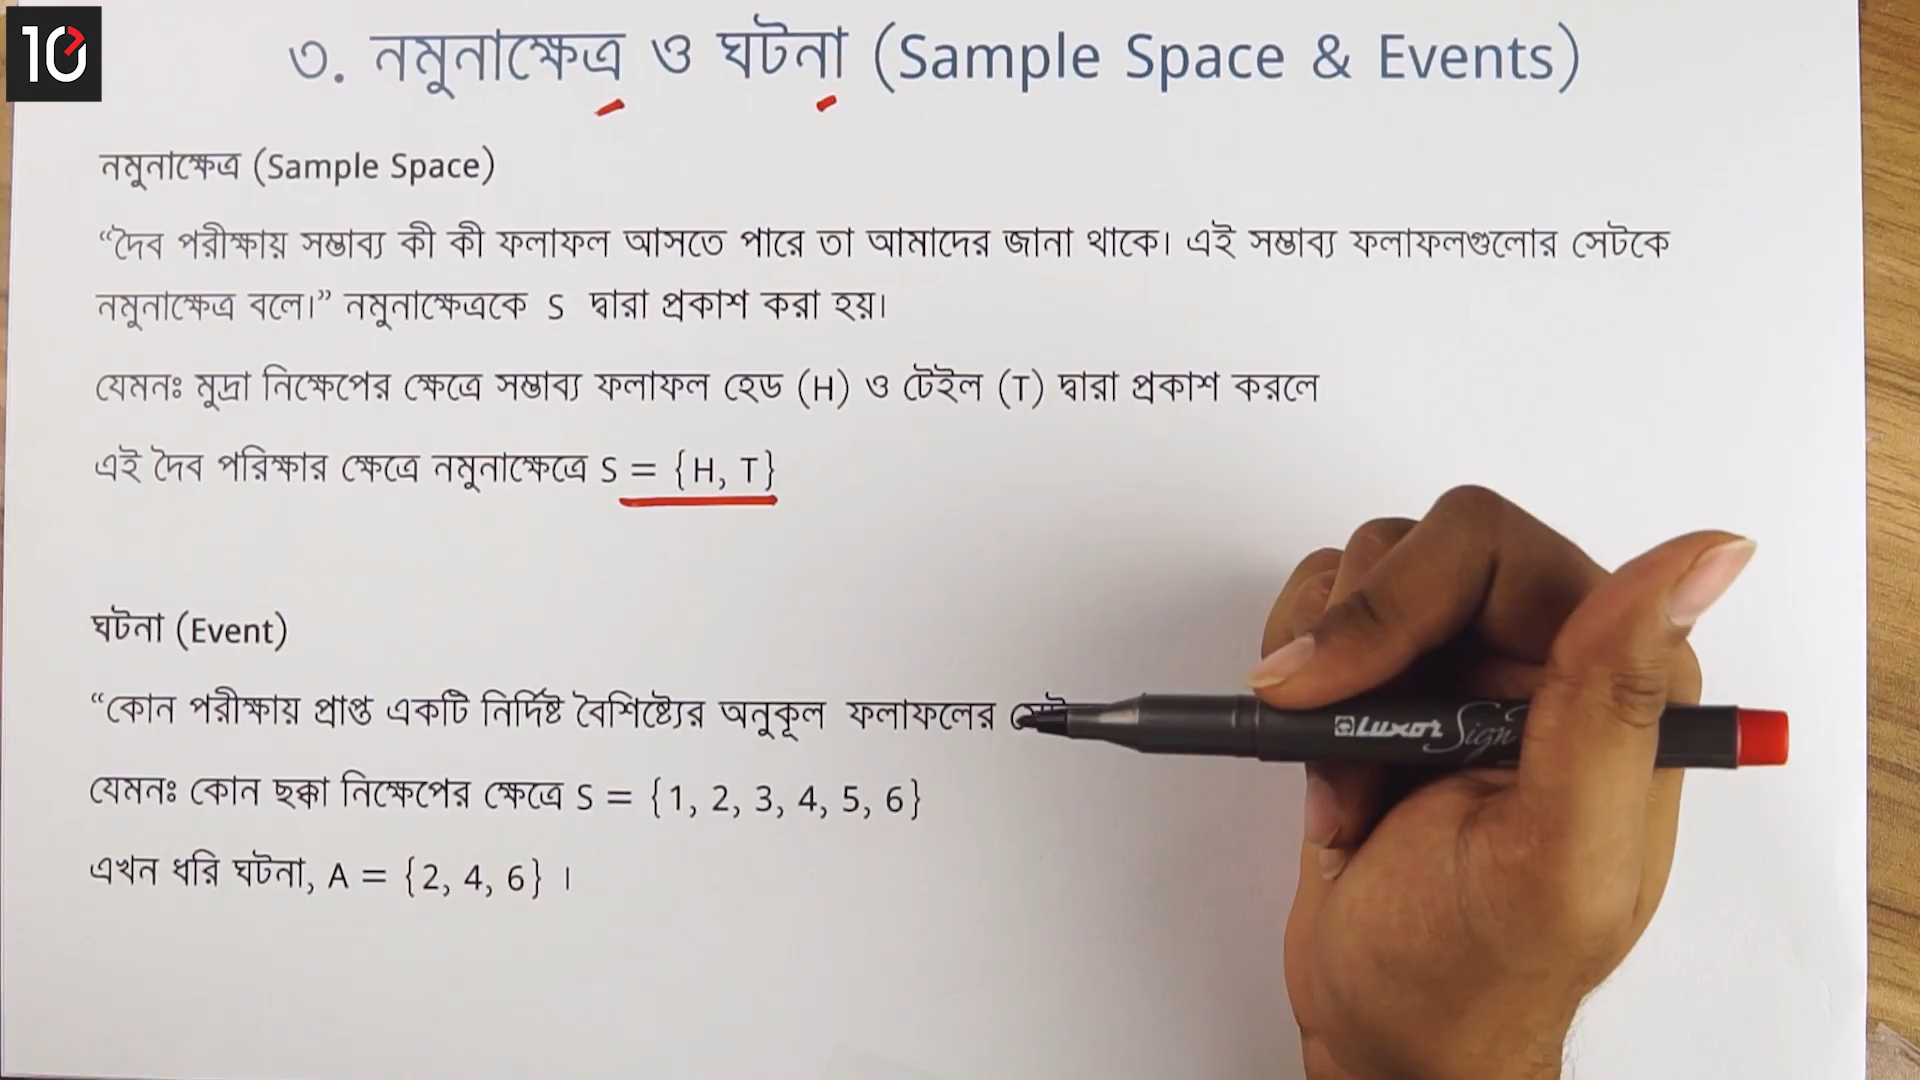 10
৩. নমুনাক্ষেত্র ও ঘটনা (Sample Space & Events)
নমুনাক্ষেত্র (Sample Space)
“দৈব পরীক্ষায় সম্ভাব্য কী কী ফলাফল আসতে পারে তা আমাদের জানা থাকে। এই সম্ভাব্য ফলাফলগুলোর সেটকে
নমুনাক্ষেত্র বলে।” নমুনাক্ষেত্রকে S দ্বারা প্রকাশ করা হয়।
যেমনঃ মুদ্রা নিক্ষেপের ক্ষেত্রে সম্ভাব্য ফলাফল হেড (H) ও টেইল (T) দ্বারা প্রকাশ করলে
এই দৈব পরিক্ষার ক্ষেত্রে নমুনাক্ষেত্রে S = {H, T}
ঘটনা (Event)
“কোন পরীক্ষায় প্রাপ্ত একটি নির্দিষ্ট বৈশিষ্ট্যের অনুকূল ফলাফলের
Luxor Sign
যেমনঃ কোন ছক্কা নিক্ষেপের ক্ষেত্রে S = {1, 2, 3, 4, 5, 6}
এখন ধরি ঘটনা, A = {2, 4, 6} ।